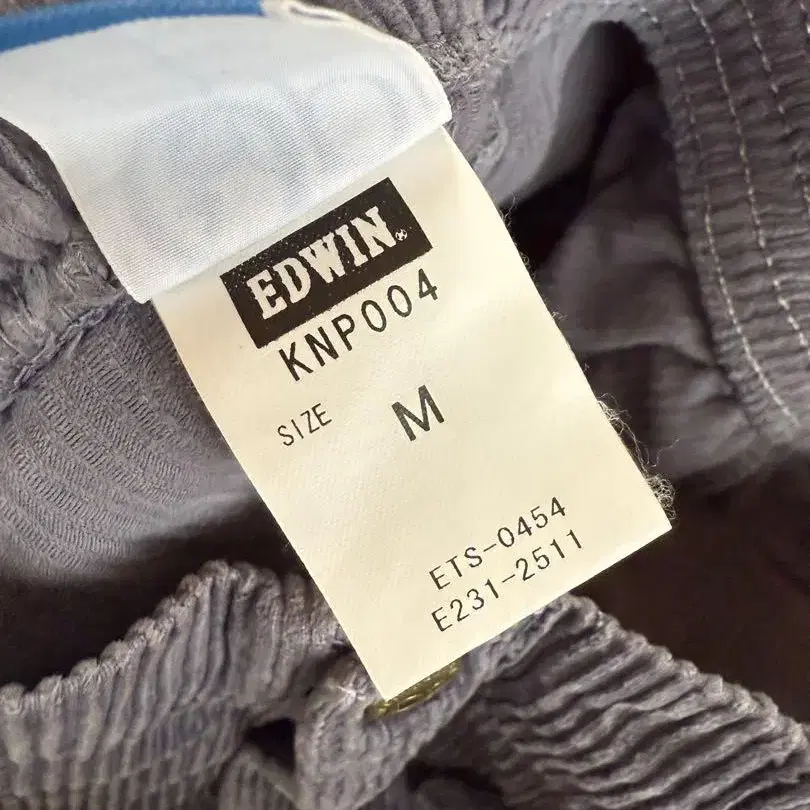 EDWIN
KNP004
SIZE M
ETS-0454
E231-2511